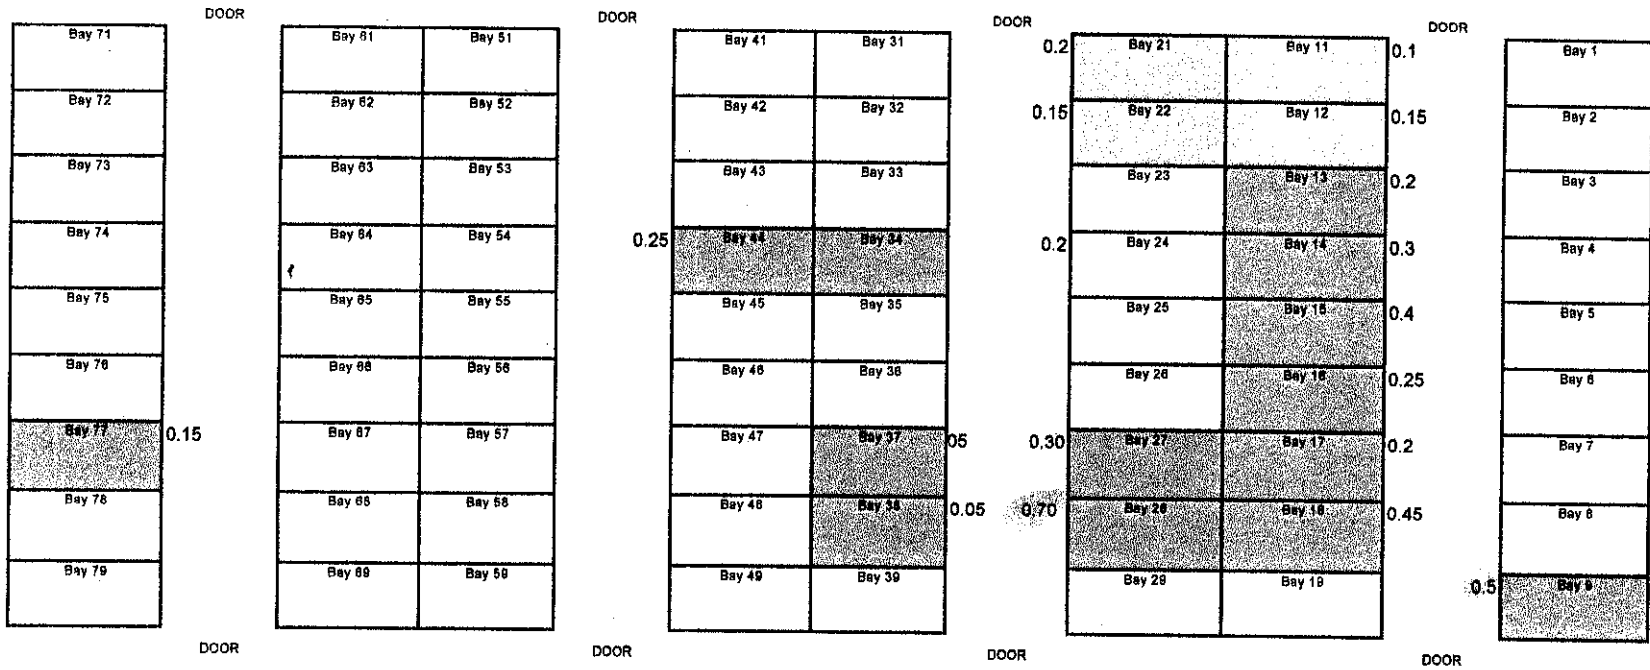 DOOR DOOR DOOR DOOR
Bay 71 Bay 61 Bay 51 Bay 41 Bay 31 0.2 Bay 21 Bay 11 0.1 Bay 1
Bay 72 Bay 62 Bay 52 Bay 42 Bay 32 0.15 Bay 22 Bay 12 0.15 Bay 2
Bay 73 Bay 63 Bay 53 Bay 43 Bay 33 Bay 23 Bay 13 0.2 Bay 3
Bay 74 Bay 64 Bay 54 0.25 Bay 44 Bay 34 0.2 Bay 24 Bay 14 0.3 Bay 4
Bay 75 Bay 65 Bay 55 Bay 45 Bay 35 Bay 25 Bay 15 0.4 Bay 5
Bay 76 Bay 66 Bay 56 Bay 46 Bay 36 Bay 26 Bay 16 0.25 Bay 6
Bay 77 0.15 Bay 67 Bay 57 Bay 47 Bay 37 05 0.30 Bay 27 Bay 17 0.2 Bay 7
Bay 78 Bay 68 Bay 58 Bay 48 Bay 38 0.05 0.70 Bay 28 Bay 18 0.45 Bay 8
Bay 79 Bay 69 Bay 59 Bay 49 Bay 39 Bay 29 Bay 19 0.5 Bay 9
DOOR DOOR DOOR DOOR